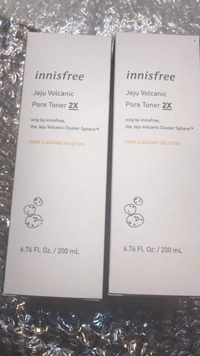 innisfree
Jeju Volcanic
Pore Toner 2X
only by innisfree,
the Jeju Volcanic Cluster Sphere™
PORE CLEARING SOLUTION
6.76 FL Oz. / 200 mL
innisfree
Jeju Volcanic
Pore Toner 2X
only by innisfree,
the Jeju Volcanic Cluster Sphere™
PORE CLEARING SOLUTION
6.76 FL Oz. / 200 mL